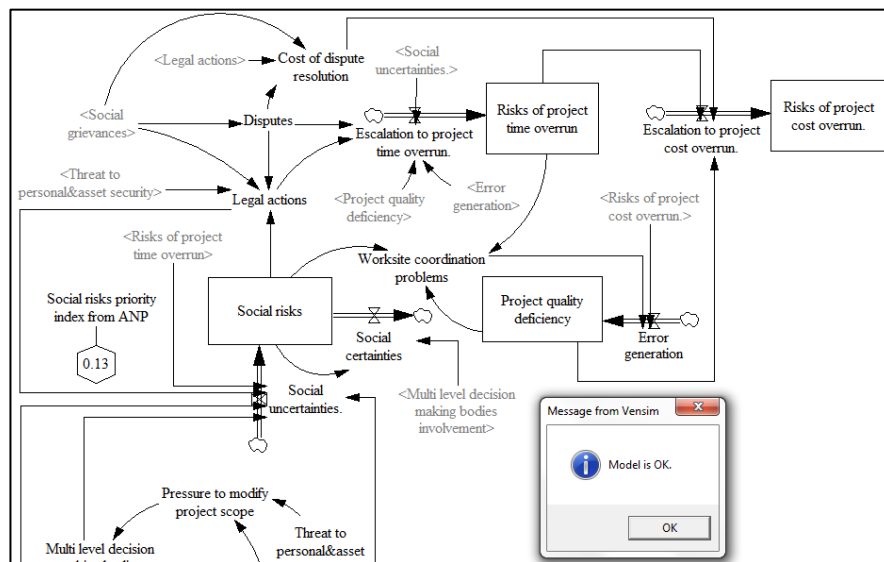 <Legal actions>
Cost of dispute
resolution
<Social
uncertainties.>
<Social
grievances>
Disputes
Escalation to project
time overrun.
Risks of project
time overrun
Escalation to project
cost overrun.
Risks of project
cost overrun.
<Threat to
personal&asset security>
Legal actions
<Project quality
deficiency>
<Error
generation>
<Risks of project
cost overrun.>
<Risks of project
time overrun>
Worksite coordination
problems
Social risks priority
index from ANP
0.13
Social risks
Social
certainties
Project quality
deficiency
Error
generation
Social
uncertainties.
<Multi level decision
making bodies
involvement>
Message from Vensim
Model is OK.
OK
Pressure to modify
project scope
Threat to
personal&asset
Multi level decision